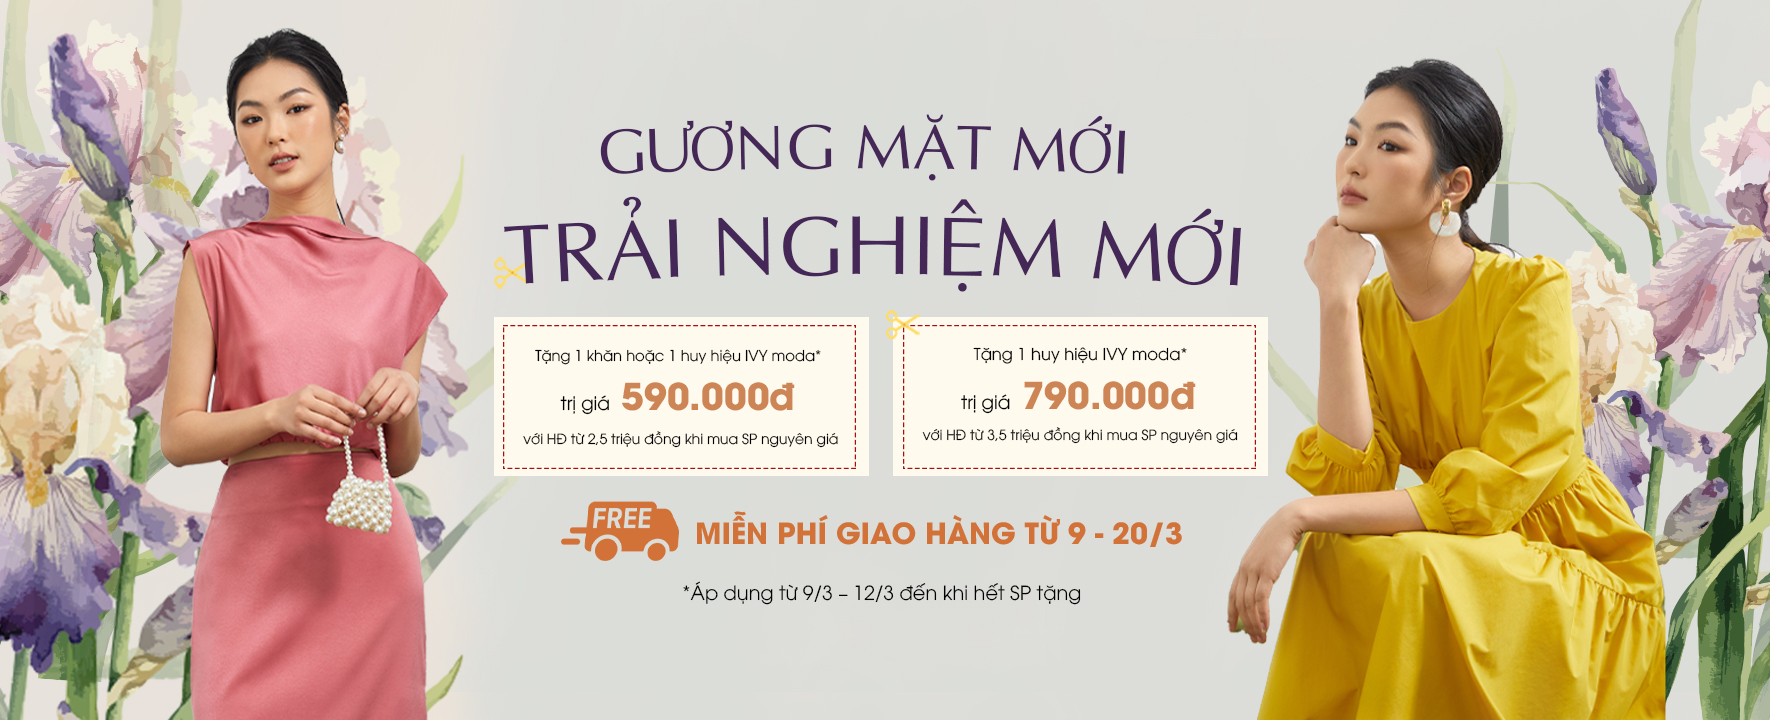 GƯƠNG MẶT MỚI
TRẢI NGHIỆM MỚI
Tặng 1 khăn hoặc 1 huy hiệu IVY moda*
trị giá 590.000đ
với HĐ từ 2,5 triệu đồng khi mua SP nguyên giá
Tặng 1 huy hiệu IVY moda*
trị giá 790.000đ
với HĐ từ 3,5 triệu đồng khi mua SP nguyên giá
FREE MIỄN PHÍ GIAO HÀNG TỪ 9 - 20/3
*Áp dụng từ 9/3 – 12/3 đến khi hết SP tặng